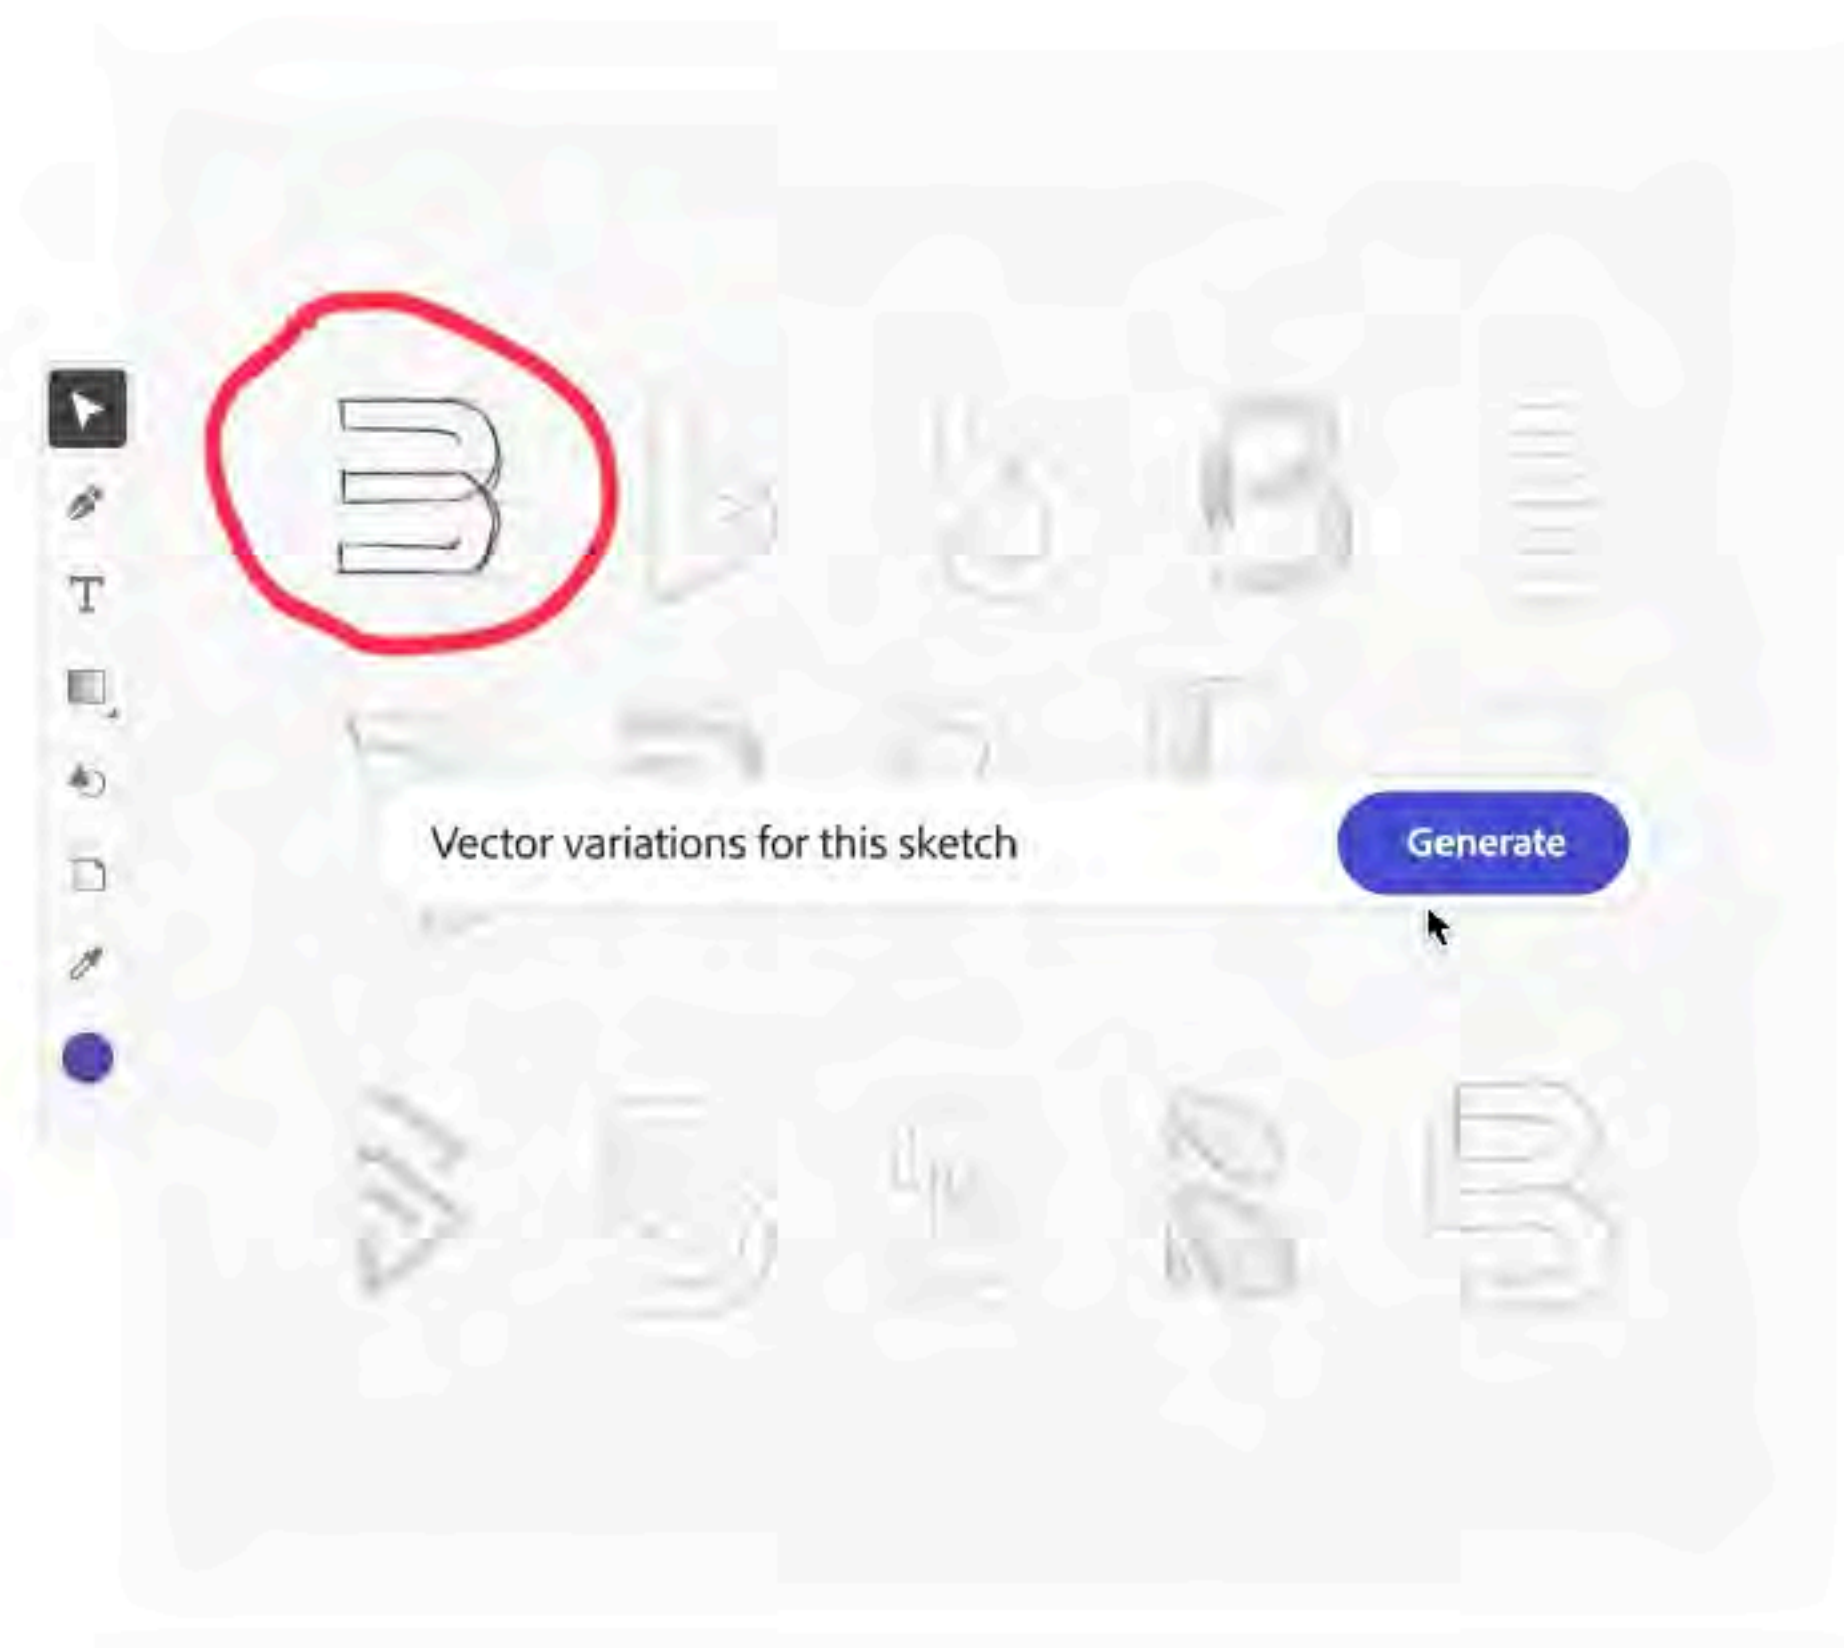 B
T
Vector variations for this sketch
Generate